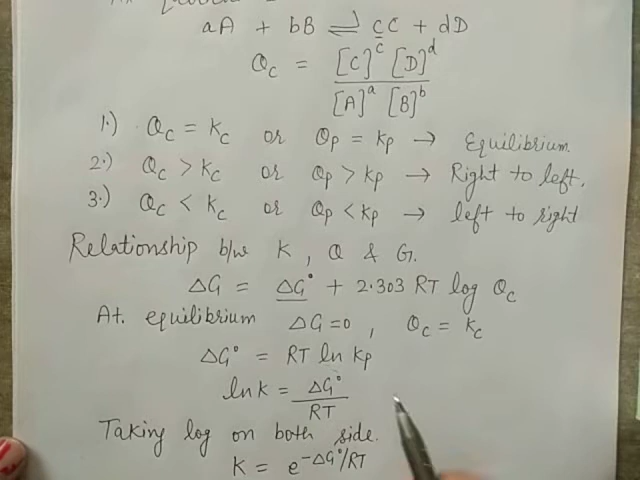 aA + bB ⇌ cC + dD
Qc = [C]^c [D]^d / [A]^a [B]^b
1.) Qc = Kc or Qp = Kp → Equilibrium
2.) Qc > Kc or Qp > Kp → Right to left.
3.) Qc < Kc or Qp < Kp → left to right
Relationship b/w K, Q & G.
ΔG = ΔG° + 2.303 RT log Qc
At. equilibrium ΔG=0, Qc = Kc
ΔG° = RT ln Kp
ln K = ΔG° / RT
Taking log on both side.
K = e^-ΔG°/RT